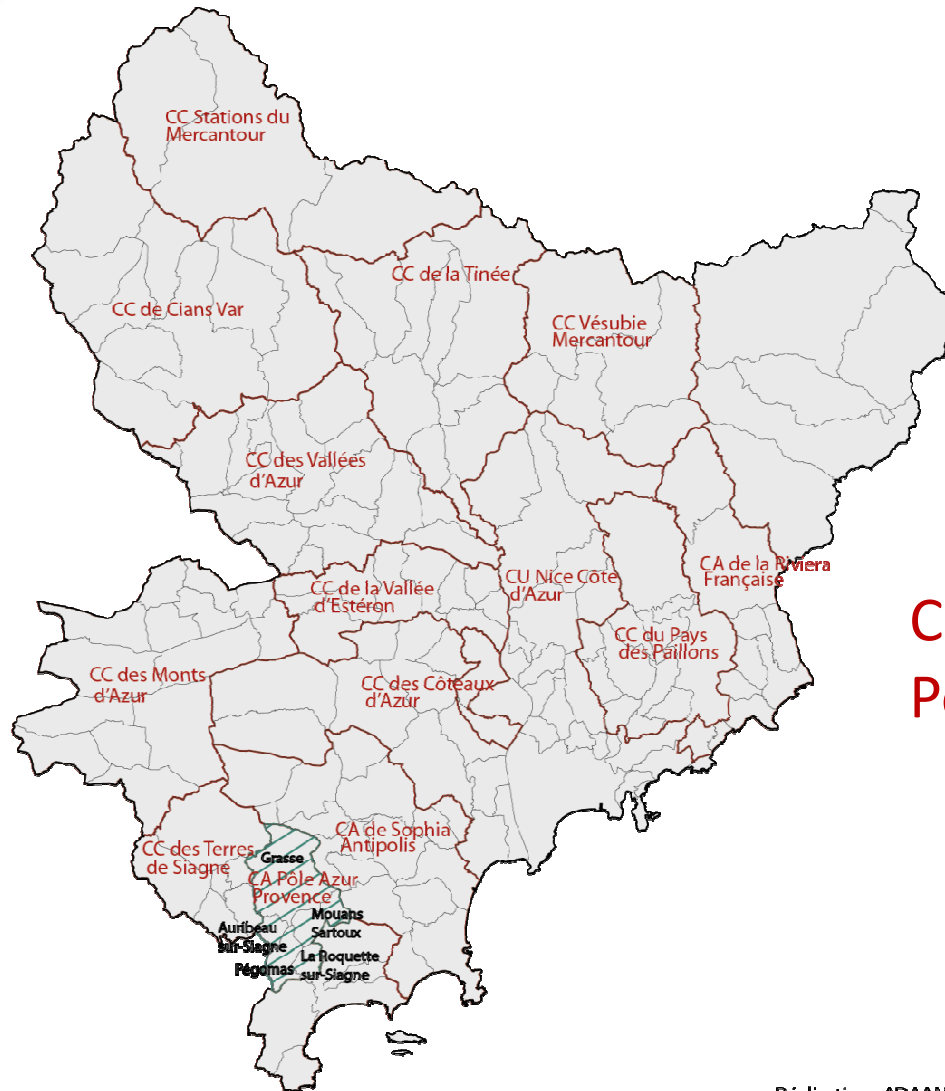 CC Stations du
Mercantour
CC de la Tinée
CC de Cians Var
CC Vésubie
Mercantour
CC des Vallées
d'Azur
CA de la Riviera
Française
CC de la Vallée
d'Estéron
CU Nice Côte
d'Azur
CC du Pays
des Paillons
CC des Monts
d'Azur
CC des Côteaux
d'Azur
CA de Sophia
Antipolis
CC des Terres
de Siagne
Grasse
CA Pôle Azur
Provence
Mouans
Sartoux
Auribeau
sur-Siagne
Pégomas
La Roquette
sur-Siagne